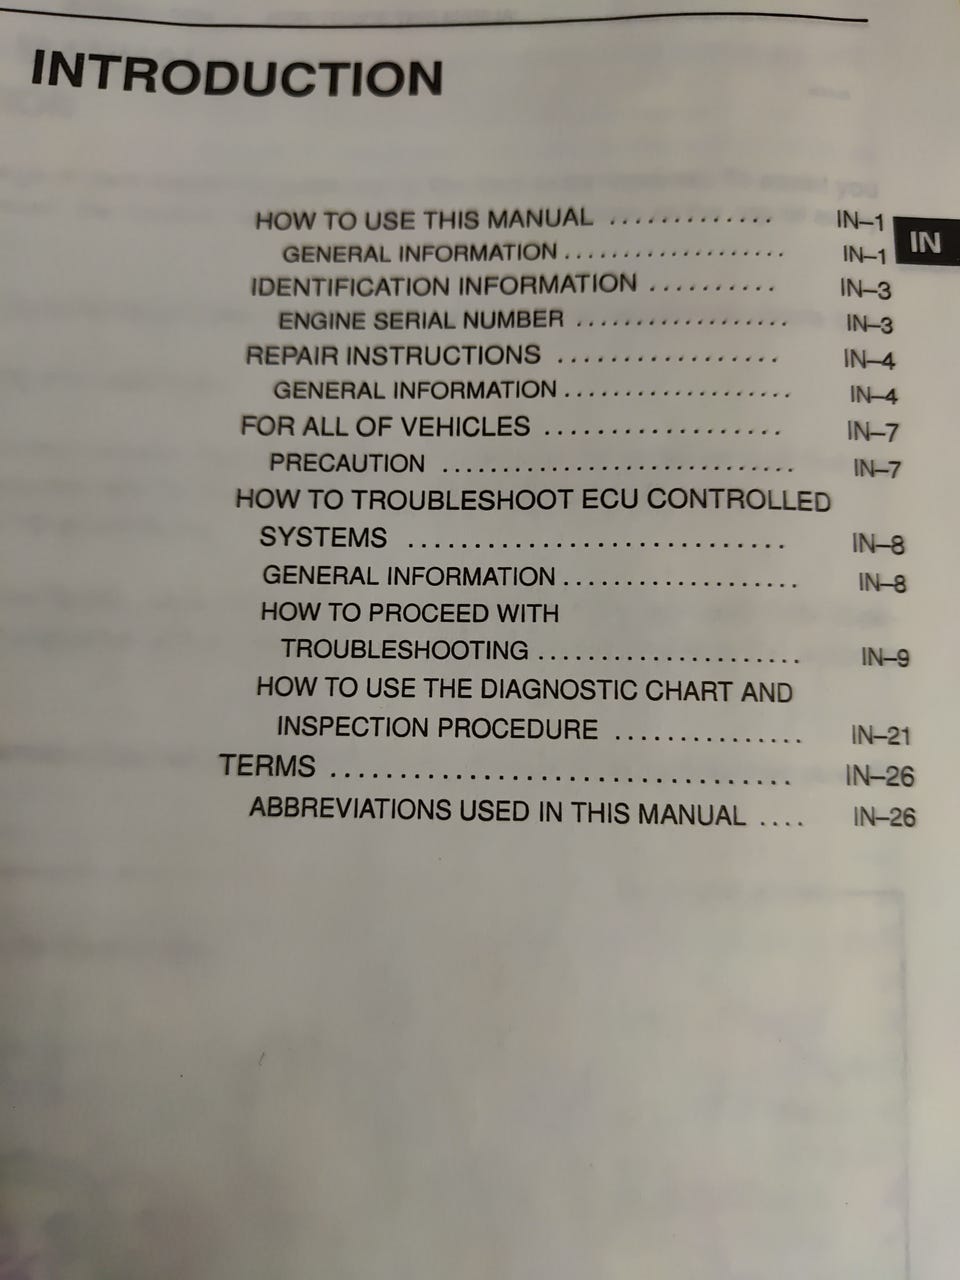 INTRODUCTION
HOW TO USE THIS MANUAL ............. IN–1
IN
GENERAL INFORMATION ................... IN–1
IDENTIFICATION INFORMATION .......... IN–3
ENGINE SERIAL NUMBER .................. IN–3
REPAIR INSTRUCTIONS ................. IN–4
GENERAL INFORMATION ................... IN–4
FOR ALL OF VEHICLES .................. IN–7
PRECAUTION ............................ IN–7
HOW TO TROUBLESHOOT ECU CONTROLLED
SYSTEMS ............................. IN–8
GENERAL INFORMATION ................... IN–8
HOW TO PROCEED WITH
TROUBLESHOOTING ...................... IN–9
HOW TO USE THE DIAGNOSTIC CHART AND
INSPECTION PROCEDURE ............... IN–21
TERMS .................................. IN–26
ABBREVIATIONS USED IN THIS MANUAL .... IN–26